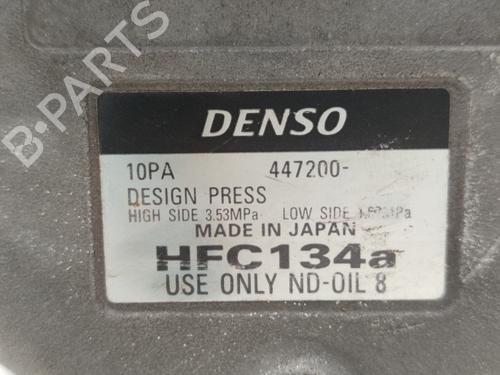 DENSO
10PA 447200-
DESIGN PRESS
HIGH SIDE 3.53MPa LOW SIDE
MADE IN JAPAN
HFC134a
USE ONLY ND-OIL 8
B-PARTS